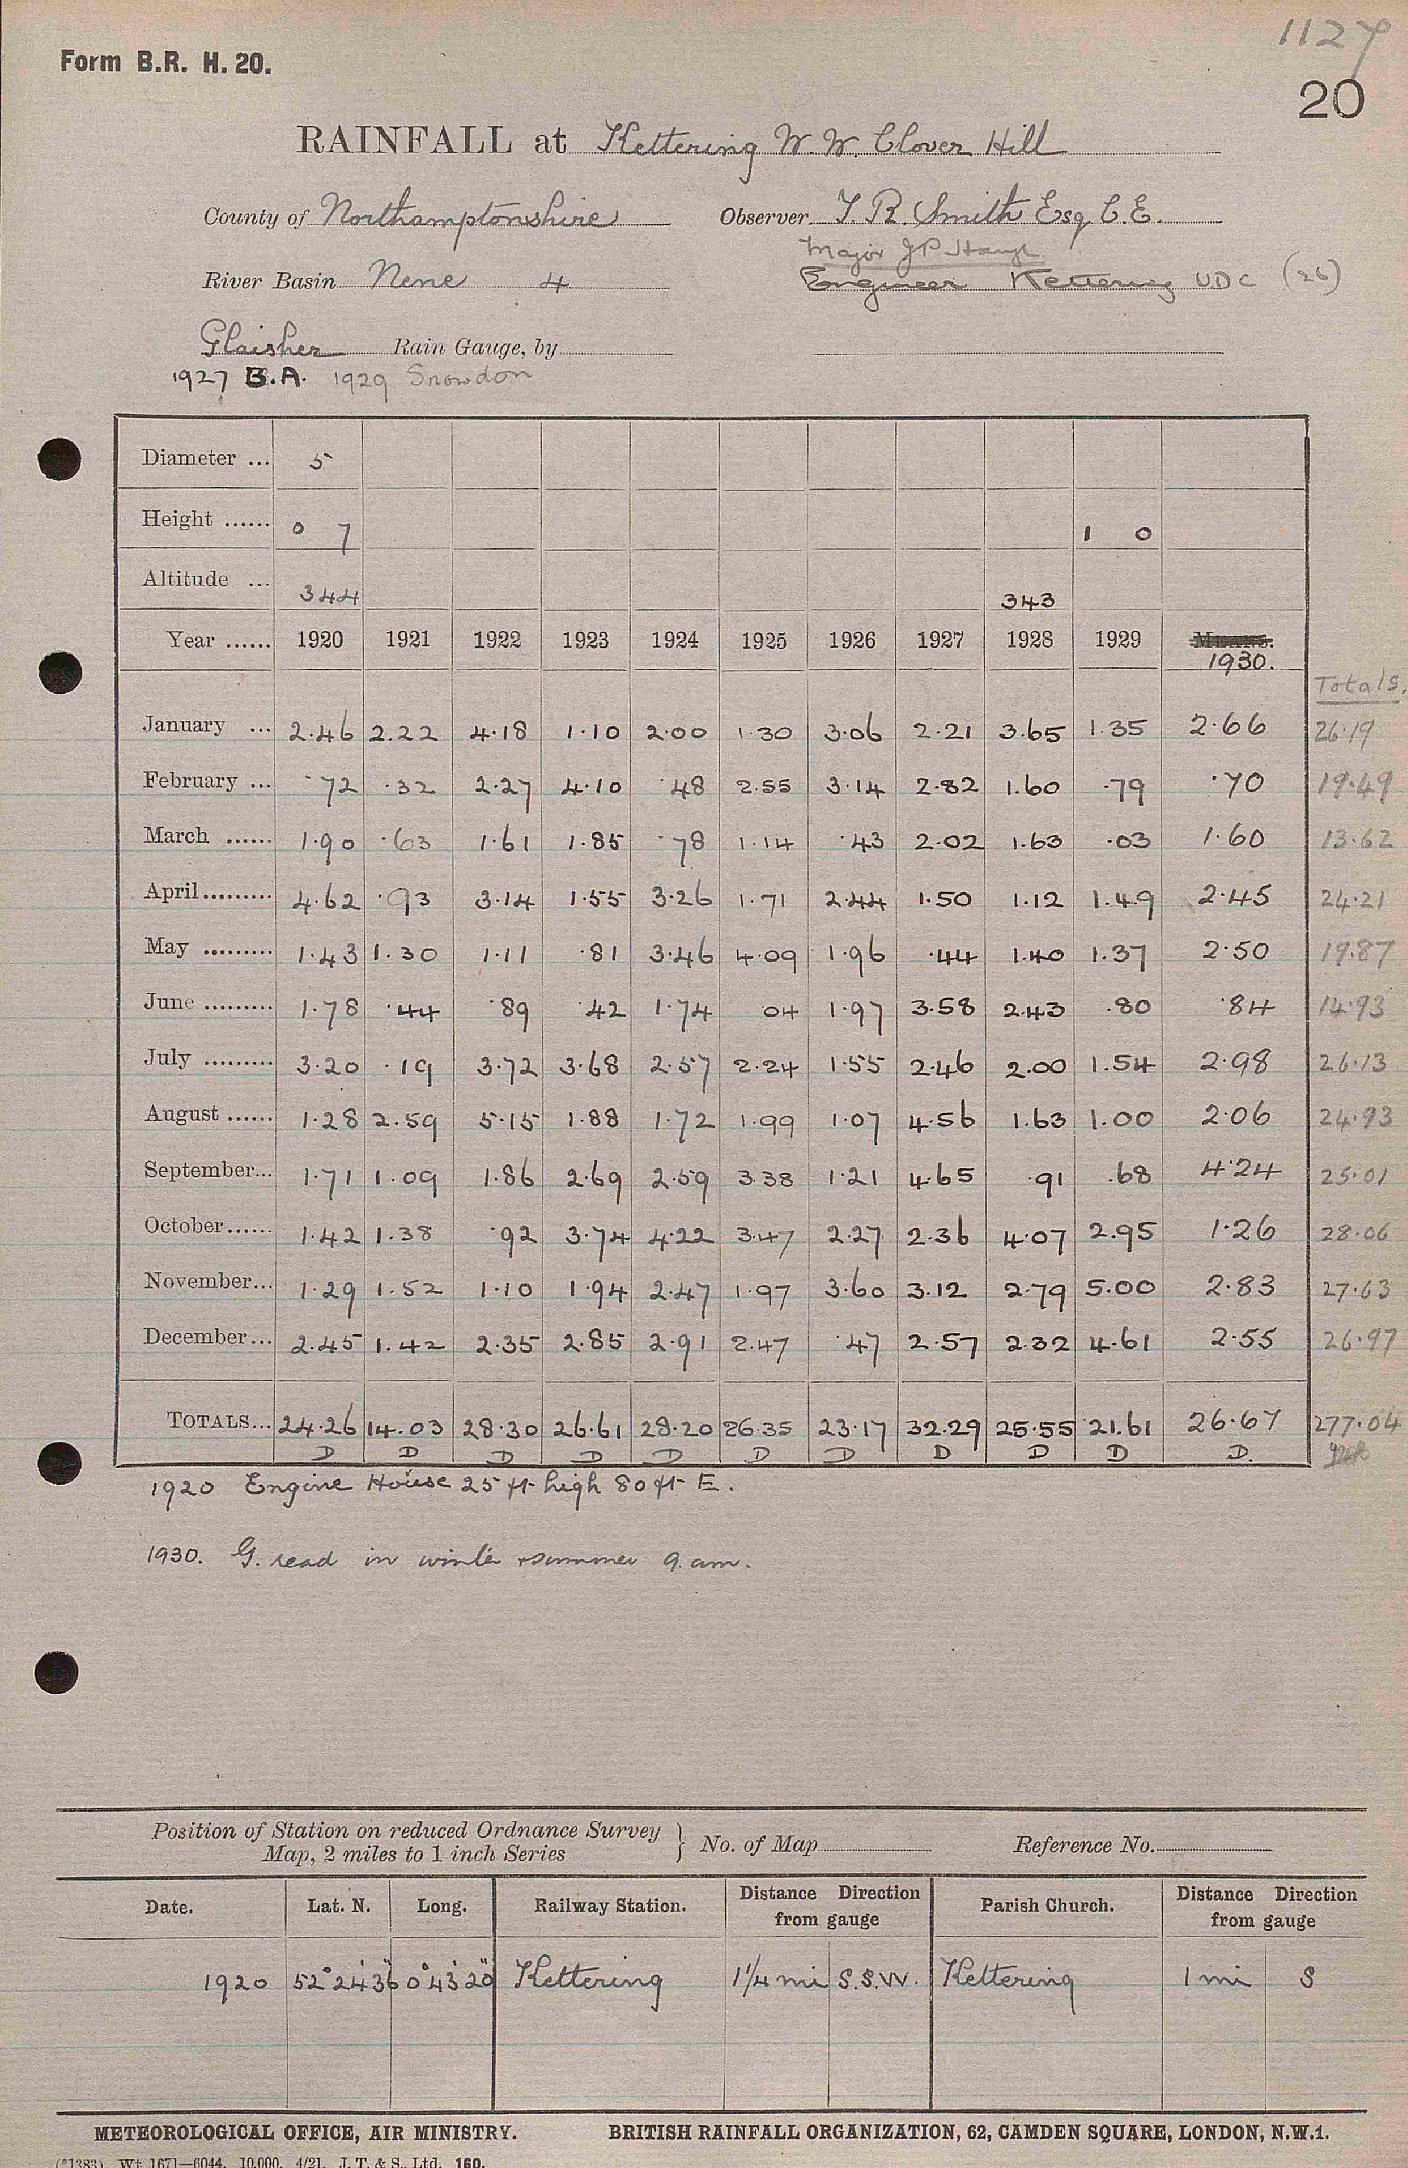 1127
Form B.R. H. 20.
20
RAINFALL at Kettering W. W. Clover Hill
County of Northamptonshire Observer T. R. Smith Esq C.E.
Major J P
River Basin Nene 4 Engineer Kettering UDC (26)
Glaisher Rain Gauge, by
1927 B.A. 1929 Snowdon
Diameter ... 5
Height ...... 0 7 1 0
Altitude ... 344 343
Year ...... 1920 1921 1922 1923 1924 1925 1926 1927 1928 1929 MEANS.
1930.
Totals.
January ... 2.46 2.22 4.18 1.10 2.00 1.30 3.06 2.21 3.65 1.35 2.66 26.19
February ... .72 .32 2.27 4.10 .48 2.55 3.14 2.82 1.60 .79 .70 19.49
March ...... 1.90 .63 1.61 1.85 .78 1.14 .43 2.02 1.63 .03 1.60 13.62
April ......... 4.62 .93 3.14 1.55 3.26 1.71 2.44 1.50 1.12 1.49 2.45 24.21
May ......... 1.43 1.30 1.11 .81 3.46 4.09 1.96 .44 1.40 1.37 2.50 19.87
June ......... 1.78 .44 .89 .42 1.74 04 1.97 3.58 2.43 .80 .84 14.93
July ......... 3.20 .19 3.72 3.68 2.57 2.24 1.55 2.46 2.00 1.54 2.98 26.13
August ...... 1.28 2.59 5.15 1.88 1.72 1.99 1.07 4.56 1.63 1.00 2.06 24.93
September... 1.71 1.09 1.86 2.69 2.59 3.38 1.21 4.65 .91 .68 4.24 25.01
October...... 1.42 1.38 .92 3.74 4.22 3.47 2.27 2.36 4.07 2.95 1.26 28.06
November... 1.29 1.52 1.10 1.94 2.47 1.97 3.60 3.12 2.79 5.00 2.83 27.63
December... 2.45 1.42 2.35 2.85 2.91 2.47 .47 2.57 2.32 4.61 2.55 26.97
TOTALS... 24.26 14.03 28.30 26.61 28.20 26.35 23.17 32.29 25.55 21.61 26.67 277.04
D D D D D D D D D D D.
1920 Engine House 25 ft high 80 ft E.
1930. G. read in winter & summer 9. am.
Position of Station on reduced Ordnance Survey } No. of Map Reference No.
Map, 2 miles to 1 inch Series
Date. Lat. N. Long. Railway Station. Distance Direction from gauge Parish Church. Distance Direction from gauge
1920 52° 24' 36" 0° 43' 20" Kettering 1 1/4 mi S.S.W. Kettering 1 mi S
METEOROLOGICAL OFFICE, AIR MINISTRY. BRITISH RAINFALL ORGANIZATION, 62, CAMDEN SQUARE, LONDON, N.W.1.
(*1383) Wt. 1671—6044. 10,000. 4/21. J. T. & S., Ltd. 160.